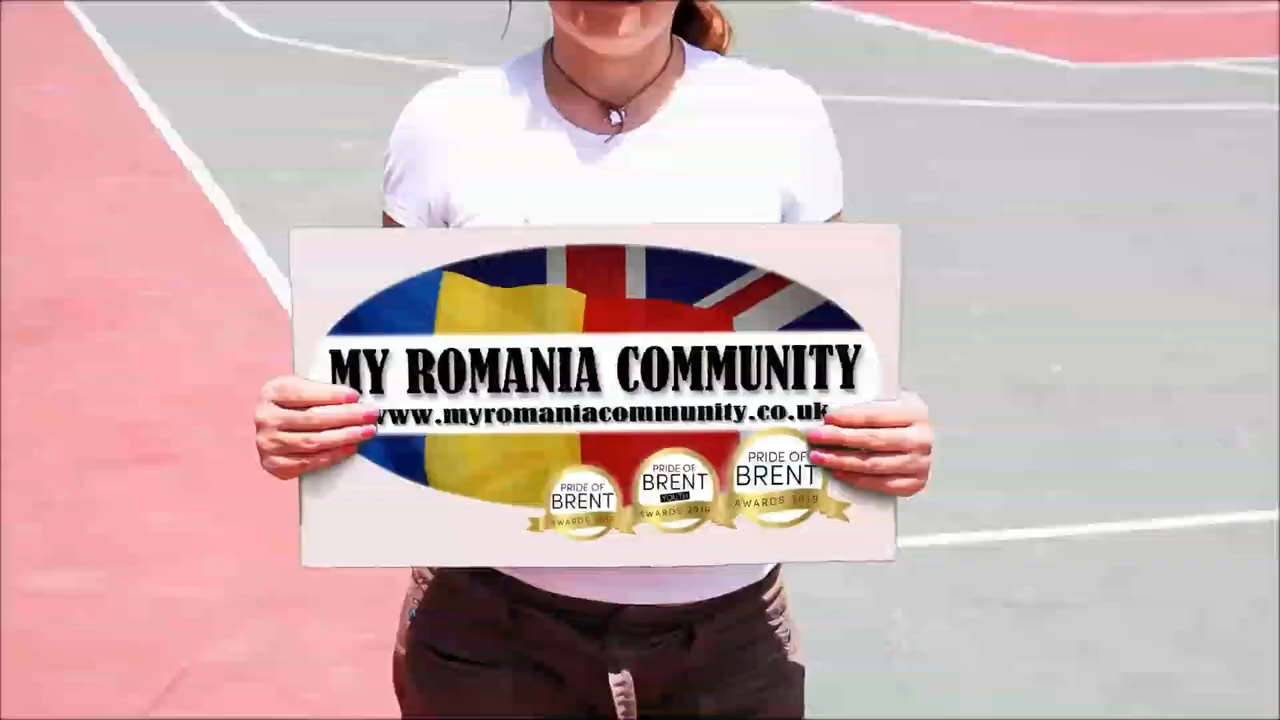 MY ROMANIA COMMUNITY
www.myromaniacommunity.co.uk
PRIDE OF
BRENT
AWARDS
PRIDE OF
BRENT
YOUTH
AWARDS
PRIDE OF
BRENT
AWARDS 2019